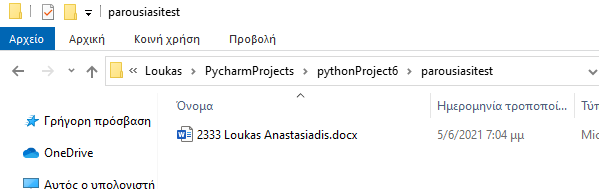 parousiasitest
Αρχείο Αρχική Κοινή χρήση Προβολή
« Loukas > PycharmProjects > pythonProject6 > parousiasitest
Όνομα Ημερομηνία τροποποί... Τύπ
Γρήγορη πρόσβαση
2333 Loukas Anastasiadis.docx 5/6/2021 7:04 μμ Mic
OneDrive
Αυτός ο υπολογιστή